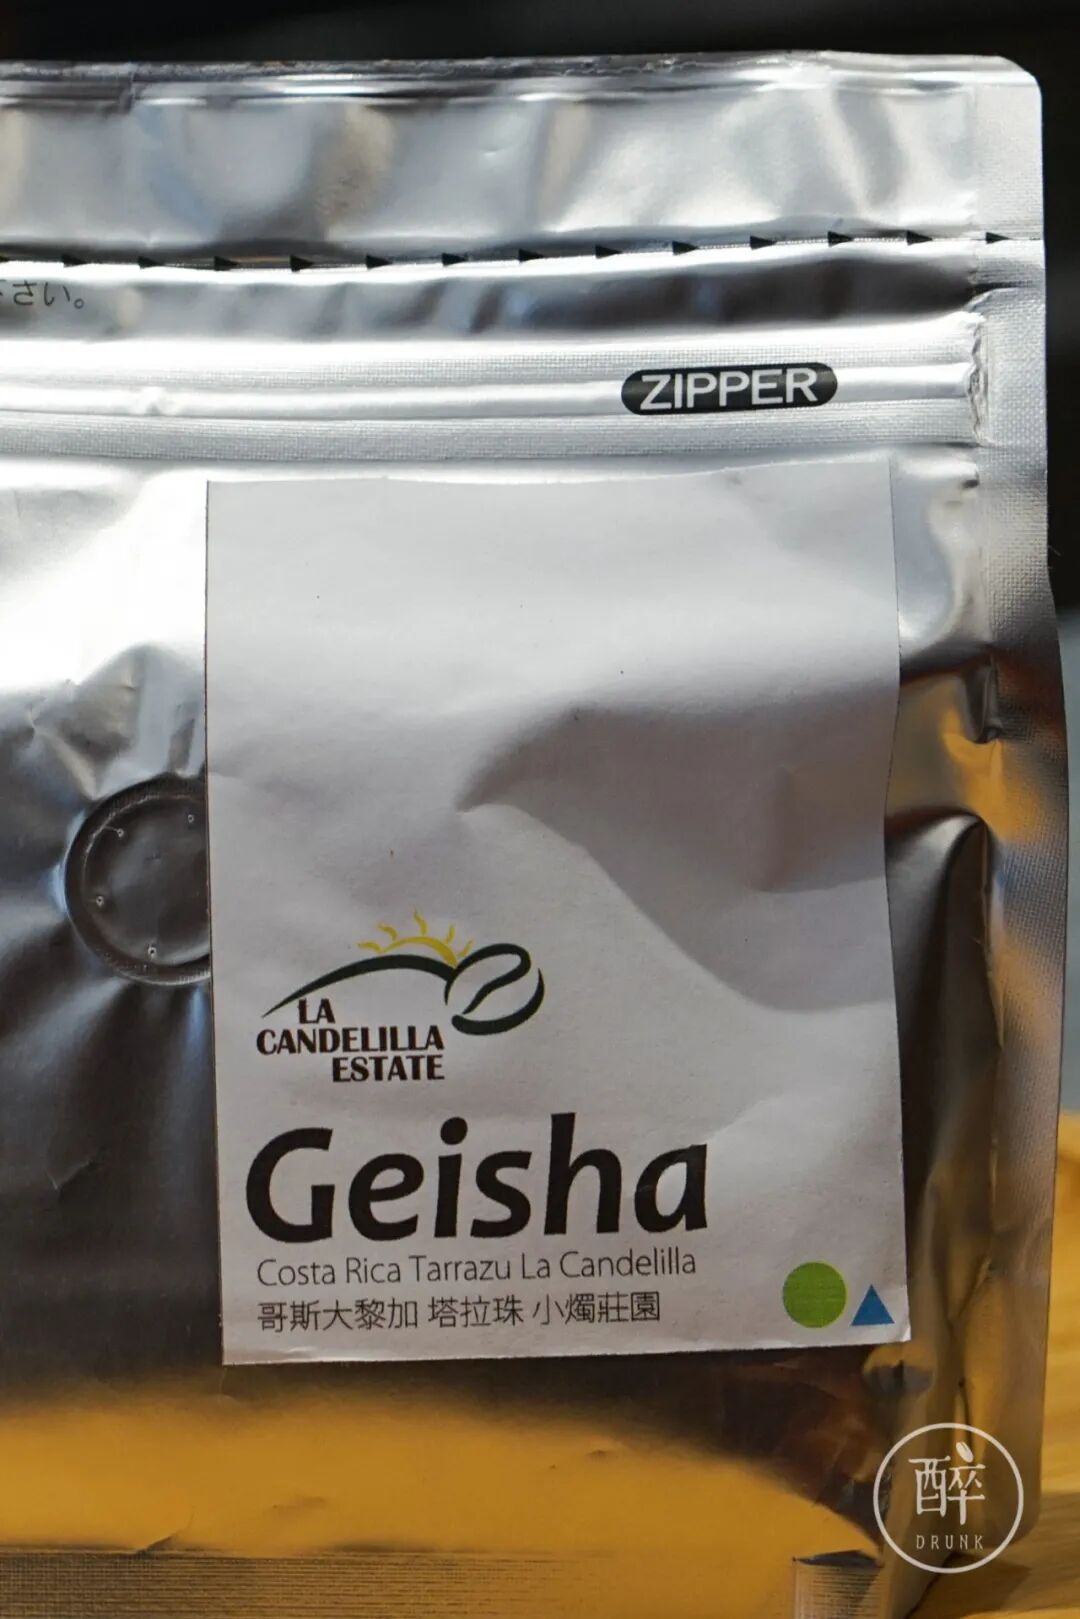 さい。
ZIPPER
LA
CANDELILLA
ESTATE
Geisha
Costa Rica Tarrazu La Candelilla
哥斯大黎加 塔拉珠 小燭莊園
醉
DRUNK